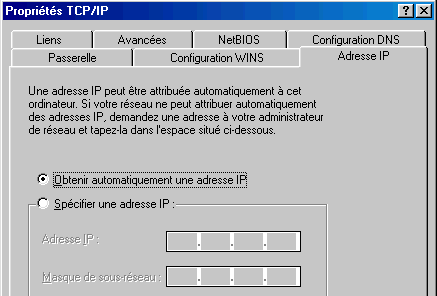 Propriétés TCP/IP
Liens Avancées NetBIOS Configuration DNS
Passerelle Configuration WINS Adresse IP
Une adresse IP peut être attribuée automatiquement à cet
ordinateur. Si votre réseau ne peut attribuer automatiquement
des adresses IP, demandez une adresse à votre administrateur
de réseau et tapez-la dans l'espace situé ci-dessous.
Obtenir automatiquement une adresse IP
Spécifier une adresse IP :
Adresse IP :
Masque de sous-réseau :